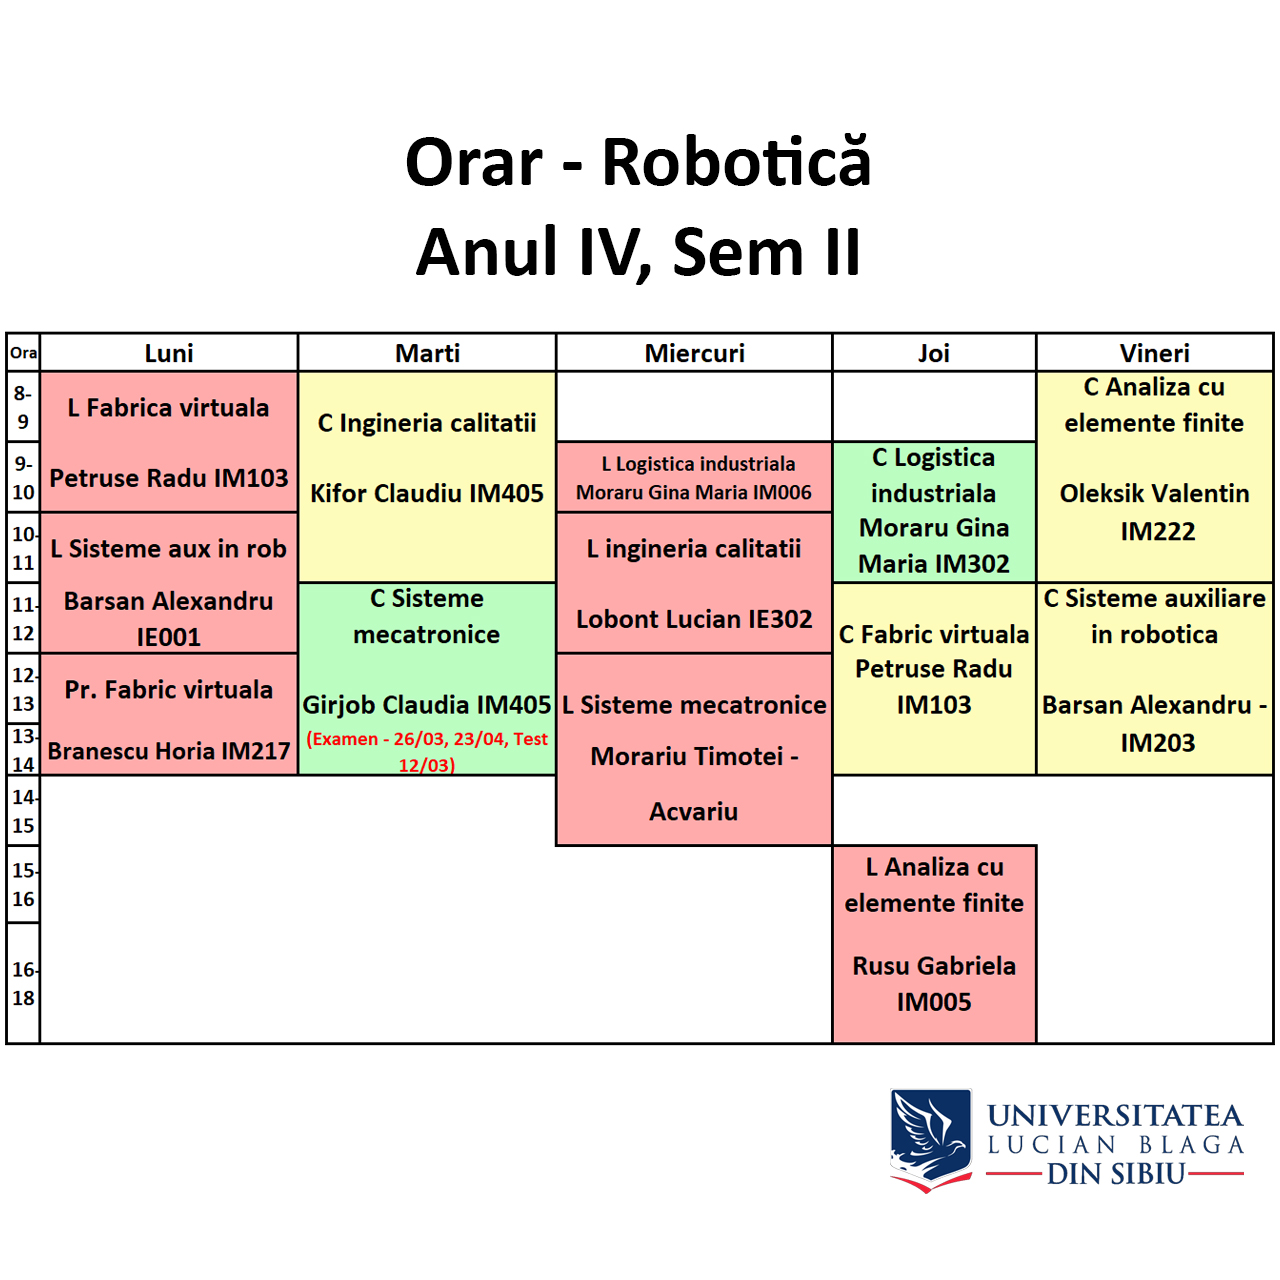 Orar - Robotică
Anul IV, Sem II
Ora
Luni
Marti
Miercuri
Joi
Vineri
8-
9
9-
10
10-
11
11-
12
12-
13
13-
14
14-
15
15-
16
16-
18
L Fabrica virtuala
Petruse Radu IM103
L Sisteme aux in rob
Barsan Alexandru
IE001
Pr. Fabric virtuala
Branescu Horia IM217
C Ingineria calitatii
Kifor Claudiu IM405
C Sisteme
mecatronice
Girjob Claudia IM405
(Examen - 26/03, 23/04, Test
12/03)
L Logistica industriala
Moraru Gina Maria IM006
L ingineria calitatii
Lobont Lucian IE302
L Sisteme mecatronice
Morariu Timotei -
Acvariu
C Logistica
industriala
Moraru Gina
Maria IM302
C Fabric virtuala
Petruse Radu
IM103
L Analiza cu
elemente finite
Rusu Gabriela
IM005
C Analiza cu
elemente finite
Oleksik Valentin
IM222
C Sisteme auxiliare
in robotica
Barsan Alexandru -
IM203
UNIVERSITATEA
LUCIAN BLAGA
DIN SIBIU